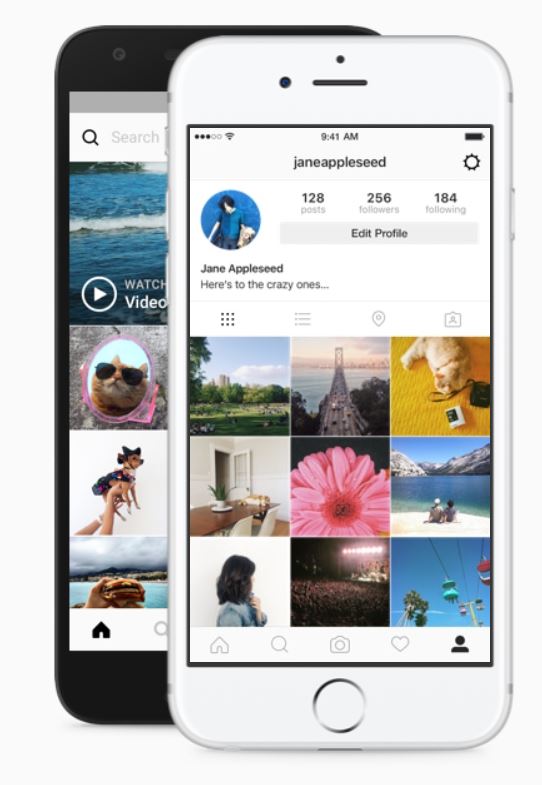 Search
WATCH
Video
9:41 AM
janeappleseed
128 256 184
posts followers following
Edit Profile
Jane Appleseed
Here's to the crazy ones...